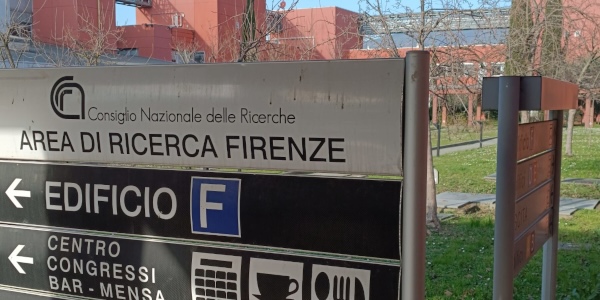 Consiglio Nazionale delle Ricerche
AREA DI RICERCA FIRENZE
EDIFICIO F
CENTRO
CONGRESSI
BAR - MENSA